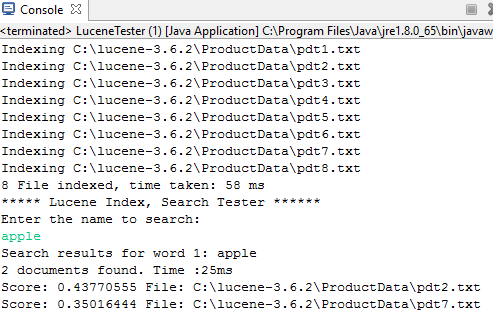 Console
<terminated> LuceneTester (1) [Java Application] C:\Program Files\Java\jre1.8.0_65\bin\javaw
Indexing C:\lucene-3.6.2\ProductData\pdt1.txt
Indexing C:\lucene-3.6.2\ProductData\pdt2.txt
Indexing C:\lucene-3.6.2\ProductData\pdt3.txt
Indexing C:\lucene-3.6.2\ProductData\pdt4.txt
Indexing C:\lucene-3.6.2\ProductData\pdt5.txt
Indexing C:\lucene-3.6.2\ProductData\pdt6.txt
Indexing C:\lucene-3.6.2\ProductData\pdt7.txt
Indexing C:\lucene-3.6.2\ProductData\pdt8.txt
8 File indexed, time taken: 58 ms
***** Lucene Index, Search Tester ******
Enter the name to search:
apple
Search results for word 1: apple
2 documents found. Time :25ms
Score: 0.43770555 File: C:\lucene-3.6.2\ProductData\pdt2.txt
Score: 0.35016444 File: C:\lucene-3.6.2\ProductData\pdt7.txt